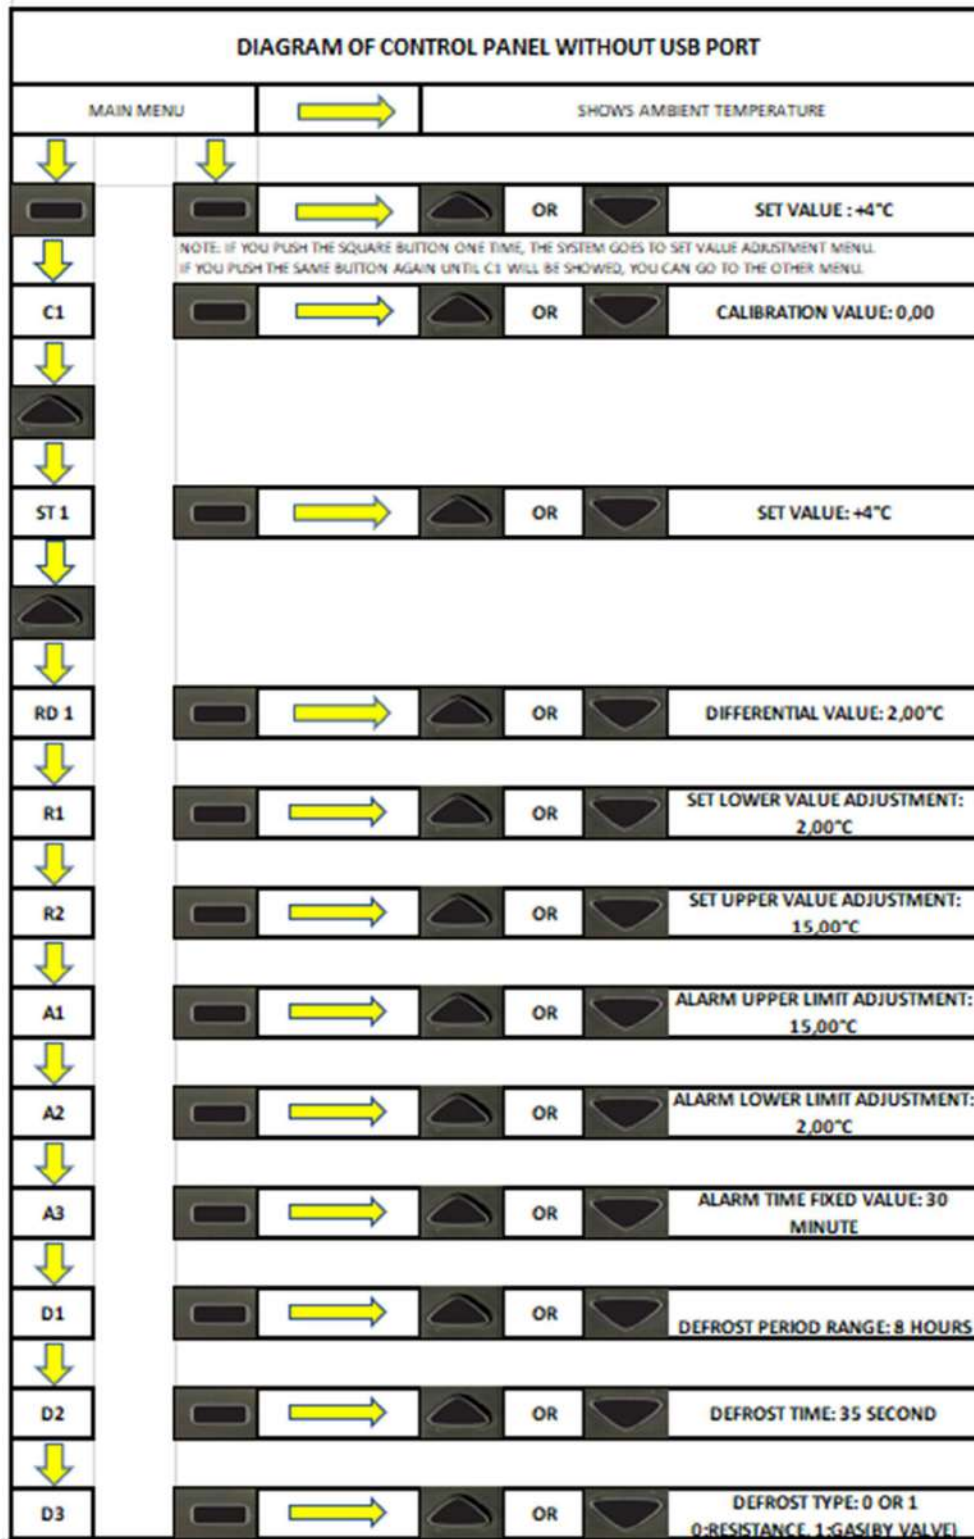 DIAGRAM OF CONTROL PANEL WITHOUT USB PORT
MAIN MENU SHOWS AMBIENT TEMPERATURE
OR SET VALUE : +4°C
NOTE: IF YOU PUSH THE SQUARE BUTTON ONE TIME, THE SYSTEM GOES TO SET VALUE ADJUSTMENT MENU.
IF YOU PUSH THE SAME BUTTON AGAIN UNTIL C1 WILL BE SHOWED, YOU CAN GO TO THE OTHER MENU.
C1 OR CALIBRATION VALUE: 0,00
ST 1 OR SET VALUE: +4°C
RD 1 OR DIFFERENTIAL VALUE: 2,00°C
R1 OR SET LOWER VALUE ADJUSTMENT:
2,00°C
R2 OR SET UPPER VALUE ADJUSTMENT:
15,00°C
A1 OR ALARM UPPER LIMIT ADJUSTMENT:
15,00°C
A2 OR ALARM LOWER LIMIT ADJUSTMENT:
2,00°C
A3 OR ALARM TIME FIXED VALUE: 30
MINUTE
D1 OR DEFROST PERIOD RANGE: 8 HOURS
D2 OR DEFROST TIME: 35 SECOND
D3 OR DEFROST TYPE: 0 OR 1
0:RESISTANCE, 1:GAS(BY VALVE)